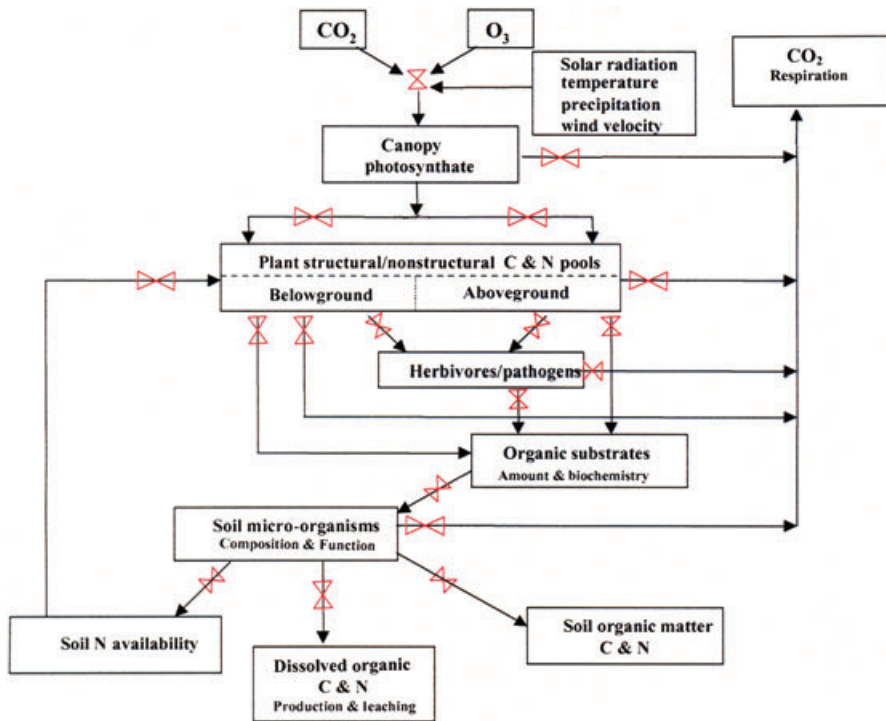 CO2
O3
Solar radiation
temperature
precipitation
wind velocity
CO2
Respiration
Canopy
photosynthate
Plant structural/nonstructural C & N pools
Belowground
Aboveground
Herbivores/pathogens
Organic substrates
Amount & biochemistry
Soil micro-organisms
Composition & Function
Soil N availability
Dissolved organic
C & N
Production & leaching
Soil organic matter
C & N